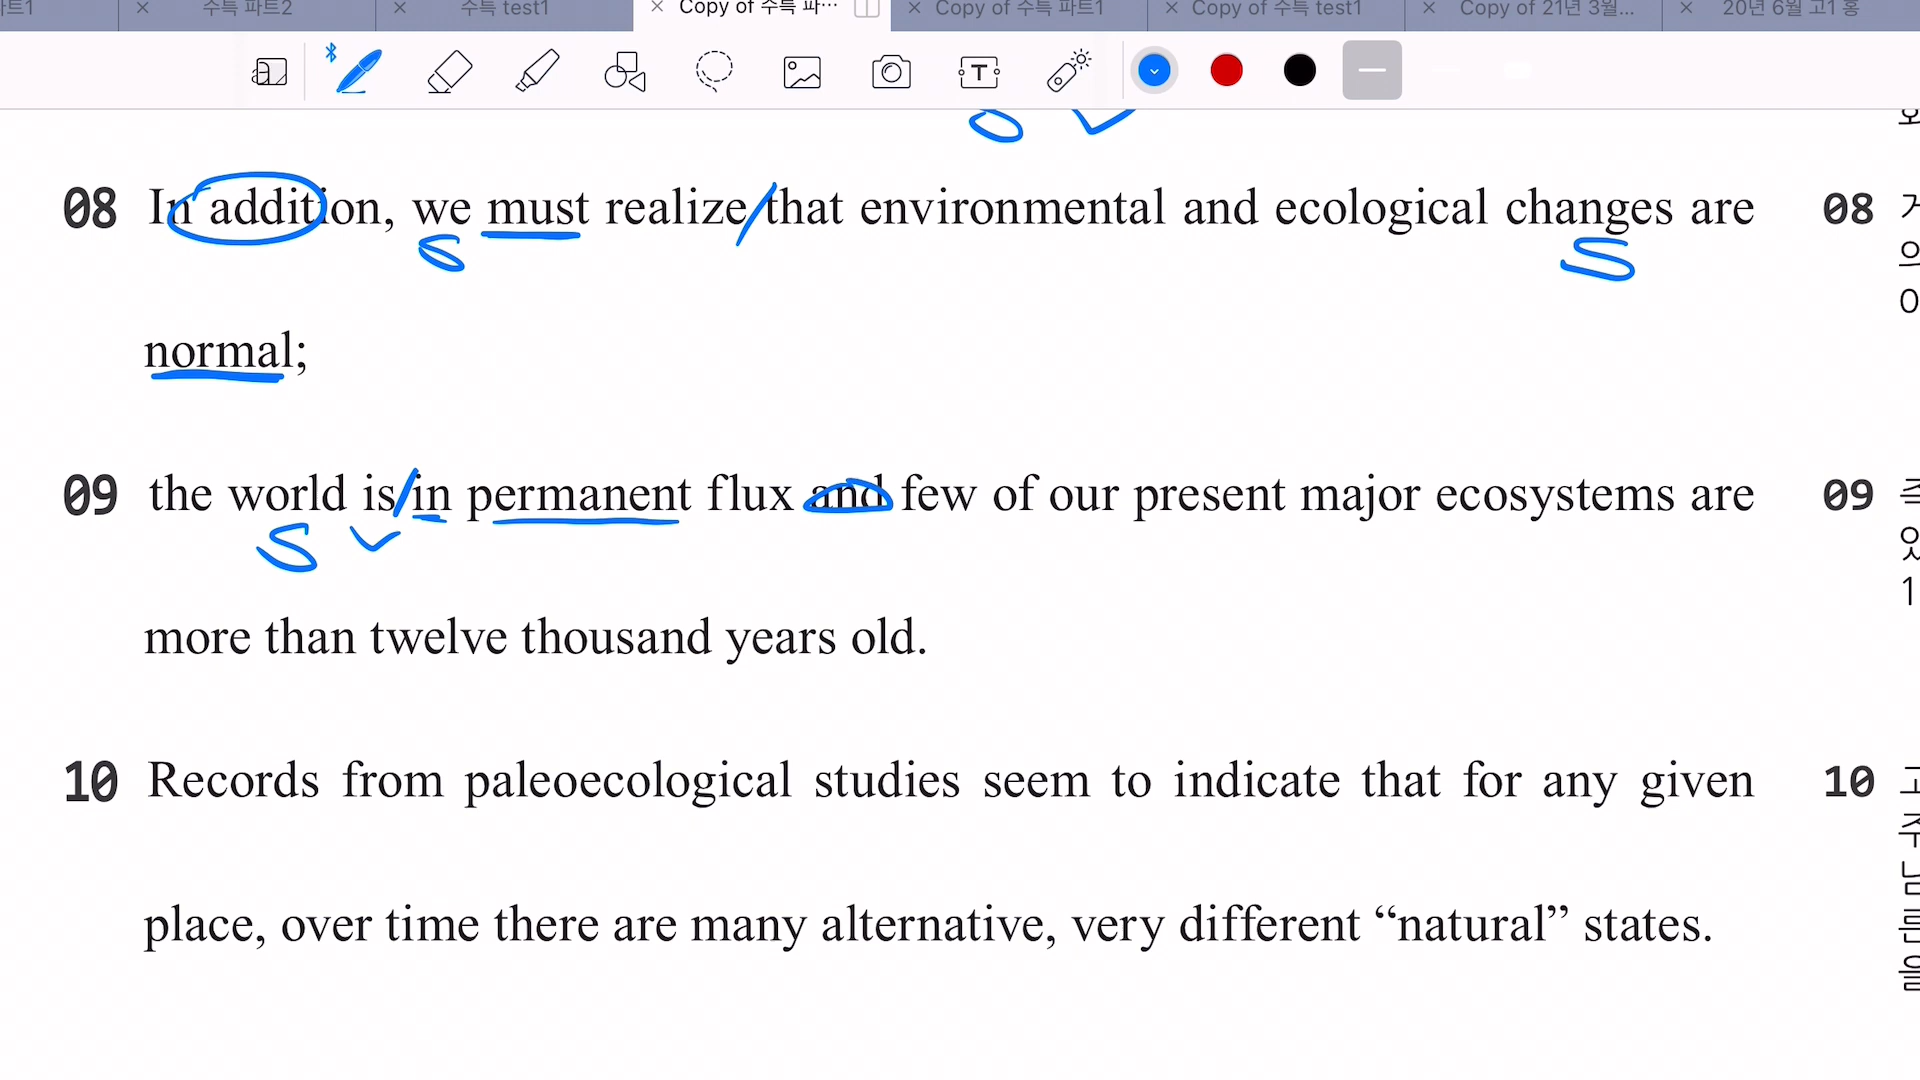 수특 파트2
수특 test1
Copy of 수특 파…
Copy of 수특 파트1
Copy of 수특 test1
Copy of 21년 3월...
20년 6월 고1 홍
08 In addition, we must realize that environmental and ecological changes are
S S
normal;
09 the world is in permanent flux and few of our present major ecosystems are
S
more than twelve thousand years old.
10 Records from paleoecological studies seem to indicate that for any given
place, over time there are many alternative, very different “natural” states.
08
09
1
10